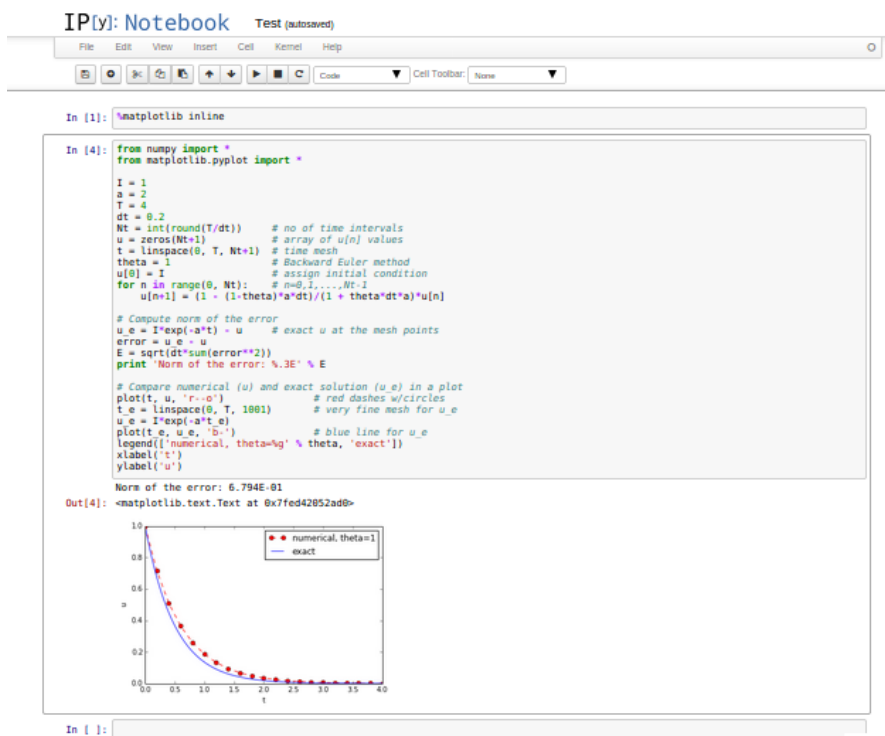 IP[y]: Notebook Test (autosaved)
File Edit View Insert Cell Kernel Help
Code Cell Toolbar: None
In [1]: %matplotlib inline
In [4]: from numpy import *
from matplotlib.pyplot import *
I = 1
a = 2
T = 4
dt = 0.2
Nt = int(round(T/dt)) # no of time intervals
u = zeros(Nt+1) # array of u[n] values
t = linspace(0, T, Nt+1) # time mesh
theta = 1 # Backward Euler method
u[0] = I # assign initial condition
for n in range(0, Nt): # n=0,1,...,Nt-1
u[n+1] = (1 - (1-theta)*a*dt)/(1 + theta*dt*a)*u[n]
# Compute norm of the error
u_e = I*exp(-a*t) - u # exact u at the mesh points
error = u_e - u
E = sqrt(dt*sum(error**2))
print 'Norm of the error: %.3E' % E
# Compare numerical (u) and exact solution (u_e) in a plot
plot(t, u, 'r--o') # red dashes w/circles
t_e = linspace(0, T, 1001) # very fine mesh for u_e
u_e = I*exp(-a*t_e)
plot(t_e, u_e, 'b-') # blue line for u_e
legend(['numerical, theta=%g' % theta, 'exact'])
xlabel('t')
ylabel('u')
Norm of the error: 6.794E-01
Out[4]: <matplotlib.text.Text at 0x7fed42052ad0>
1.0
numerical, theta=1
exact
0.8
0.6
u
0.4
0.2
0.0
0.0 0.5 1.0 1.5 2.0 2.5 3.0 3.5 4.0
t
In [ ]: